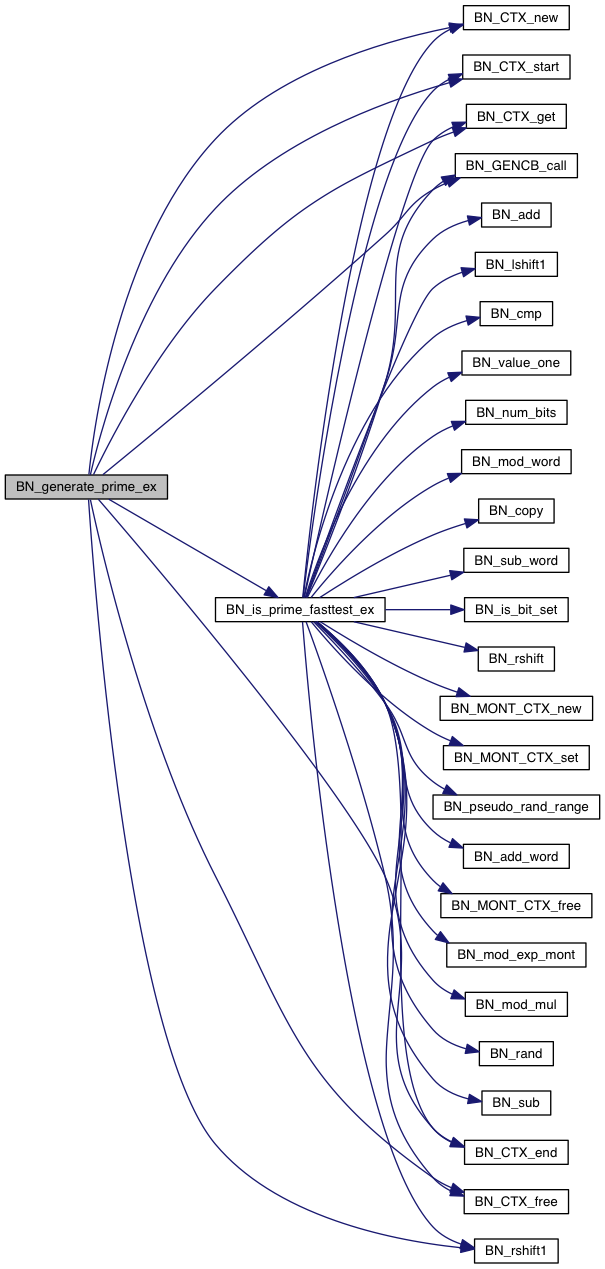 BN_CTX_new
BN_CTX_start
BN_CTX_get
BN_GENCB_call
BN_add
BN_lshift1
BN_cmp
BN_value_one
BN_num_bits
BN_mod_word
BN_generate_prime_ex
BN_copy
BN_sub_word
BN_is_prime_fasttest_ex
BN_is_bit_set
BN_rshift
BN_MONT_CTX_new
BN_MONT_CTX_set
BN_pseudo_rand_range
BN_add_word
BN_MONT_CTX_free
BN_mod_exp_mont
BN_mod_mul
BN_rand
BN_sub
BN_CTX_end
BN_CTX_free
BN_rshift1